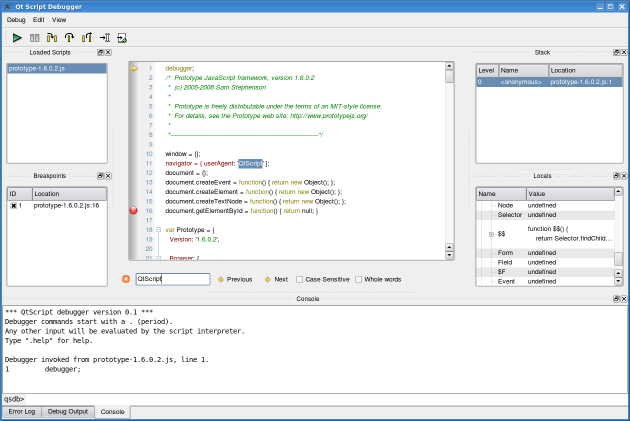 Qt Script Debugger
Debug Edit View
Loaded Scripts
prototype-1.6.0.2.js
Breakpoints
ID Location
1 prototype-1.6.0.2.js:16
1 debugger;
2 /* Prototype JavaScript framework, version 1.6.0.2
3 * (c) 2005-2008 Sam Stephenson
4 *
5 * Prototype is freely distributable under the terms of an MIT-style license.
6 * For details, see the Prototype web site: http://www.prototypejs.org/
7 *
8 *--------------------------------------------------------------------------*/
9
10 window = {};
11 navigator = { userAgent: 'QtScript' };
12 document = {};
13 document.createEvent = function() { return new Object(); };
14 document.createElement = function() { return new Object(); };
15 document.createTextNode = function() { return new Object(); };
16 document.getElementById = function() { return null; }
17
18 var Prototype = {
19 Version: '1.6.0.2',
20
21 Browser: {
QtScript
Previous
Next
Case Sensitive
Whole words
Stack
Level Name Location
0 <anonymous> prototype-1.6.0.2.js:1
Locals
Name Value
Node undefined
Selector undefined
$$ function $$() {
return Selector.findChild...
Form undefined
Field undefined
$F undefined
Event undefined
Console
*** QtScript debugger version 0.1 ***
Debugger commands start with a . (period).
Any other input will be evaluated by the script interpreter.
Type ".help" for help.
Debugger invoked from prototype-1.6.0.2.js, line 1.
1 debugger;
qsdb>
Error Log Debug Output Console